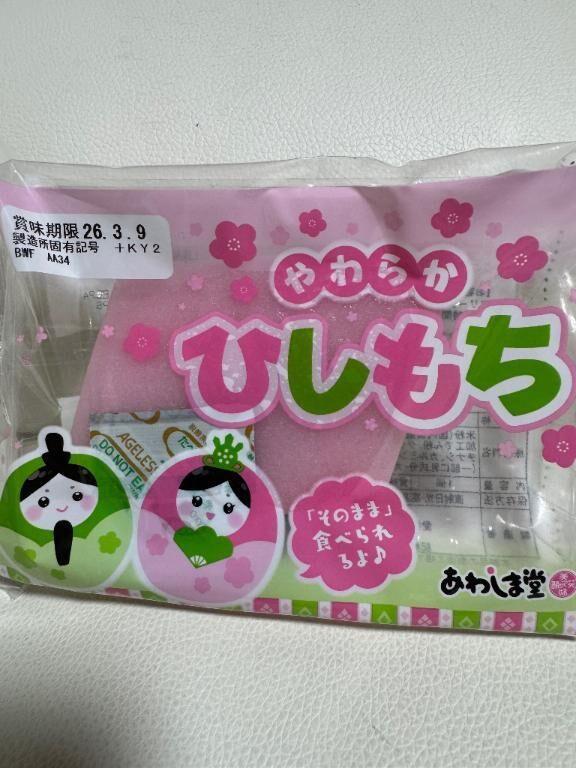 賞味期限 26.3.9
製造所固有記号 +KY2
BWF AA34
やわらか
ひしもち
AGELESS
DO NOT EA
「そのまま」
食べられ
るよ♪
あわしま堂